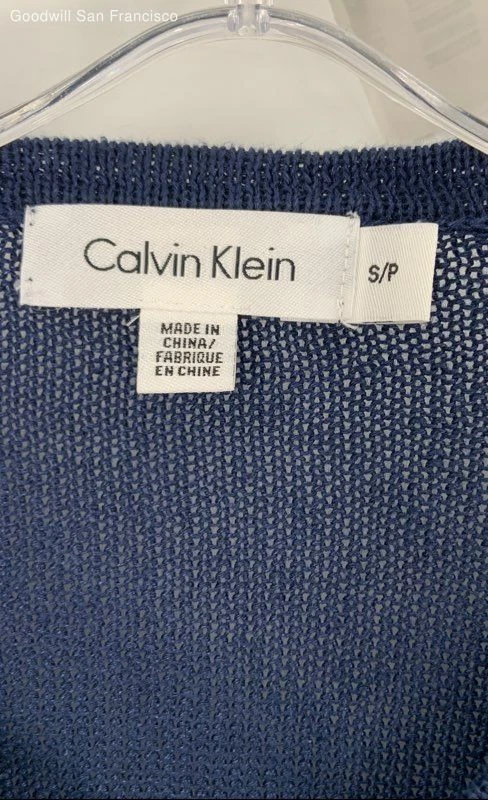 Goodwill San Francisco
Calvin Klein
S/P
MADE IN
CHINA/
FABRIQUE
EN CHINE